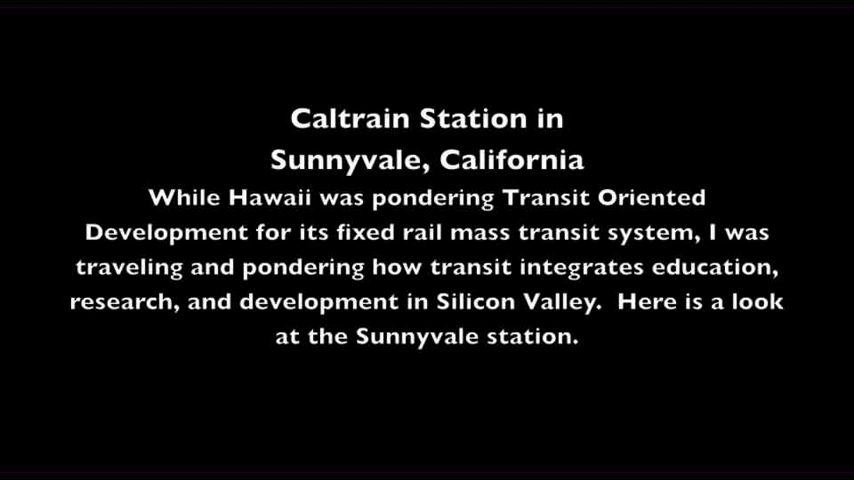 Caltrain Station in
Sunnyvale, California
While Hawaii was pondering Transit Oriented
Development for its fixed rail mass transit system, I was
traveling and pondering how transit integrates education,
research, and development in Silicon Valley.  Here is a look
at the Sunnyvale station.